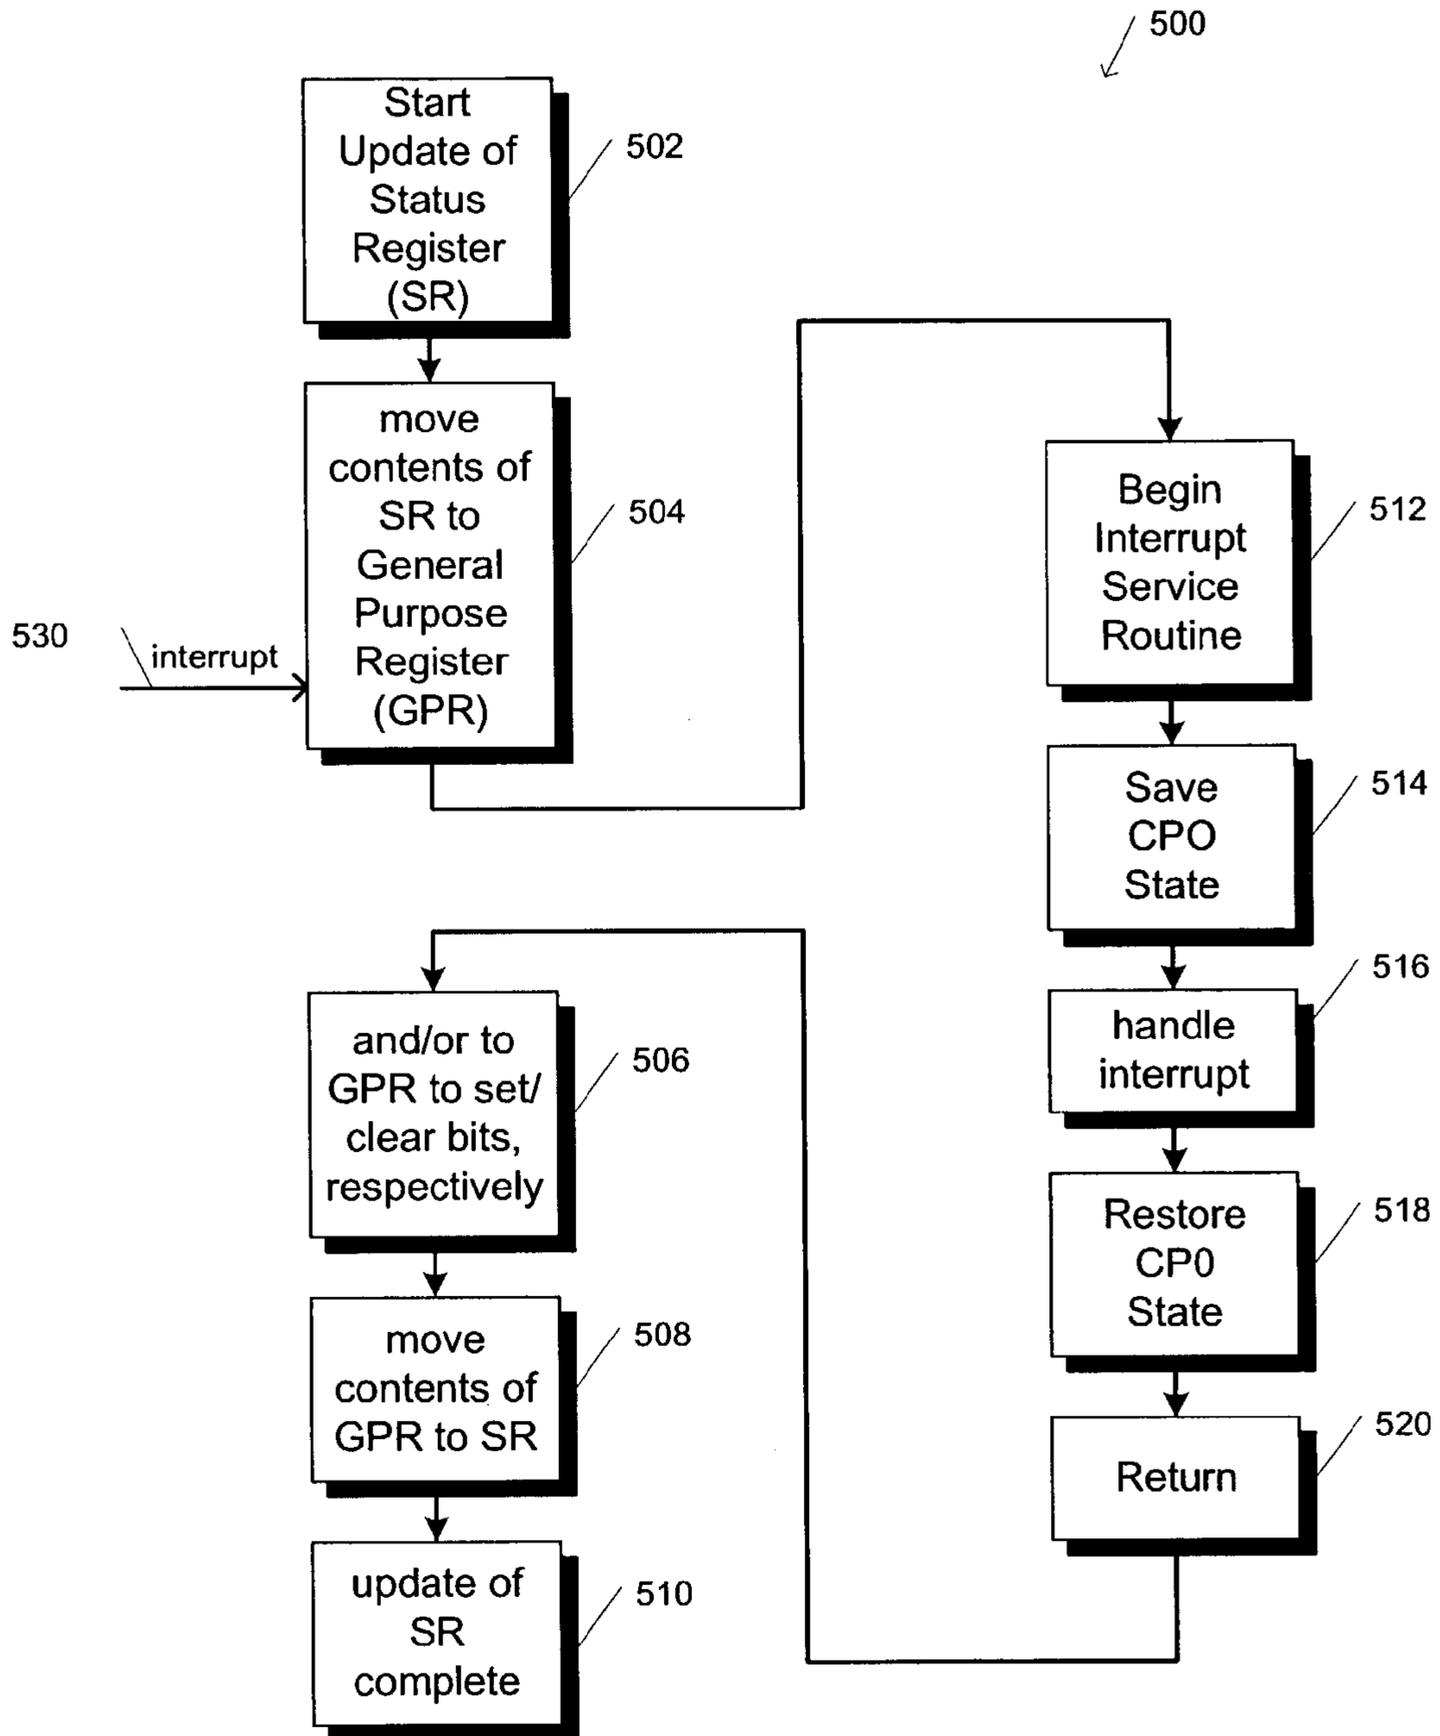 500
Start
Update of
Status
Register
(SR)
502
move
contents of
SR to
General
Purpose
Register
(GPR)
504
530
interrupt
Begin
Interrupt
Service
Routine
512
Save
CPO
State
514
handle
interrupt
516
Restore
CP0
State
518
Return
520
and/or to
GPR to set/
clear bits,
respectively
506
move
contents of
GPR to SR
508
update of
SR
complete
510